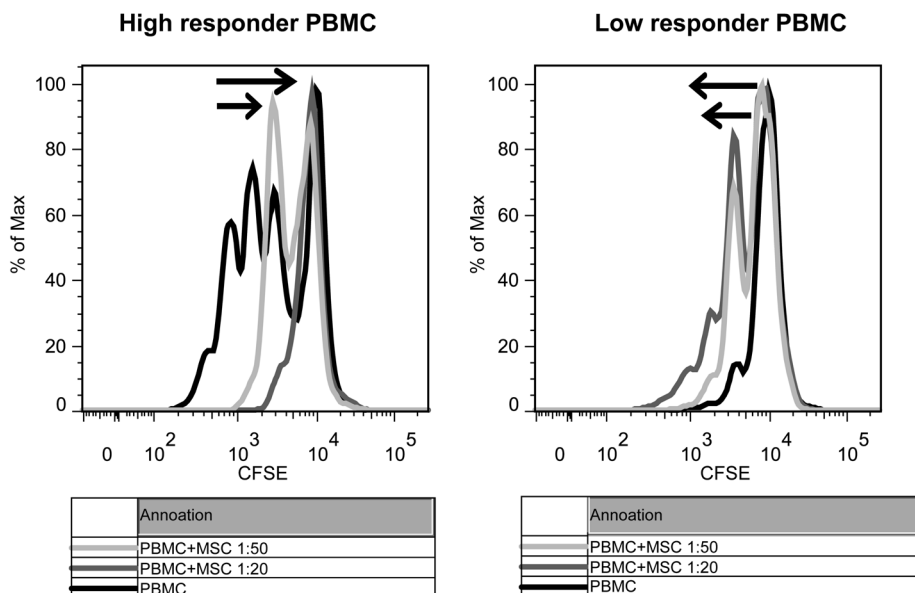 High responder PBMC
Low responder PBMC
100
80
60
40
20
0
% of Max
0
10^2
10^3
10^4
10^5
CFSE
100
80
60
40
20
0
% of Max
0
10^2
10^3
10^4
10^5
CFSE
Annoation
PBMC+MSC 1:50
PBMC+MSC 1:20
PBMC
Annoation
PBMC+MSC 1:50
PBMC+MSC 1:20
PBMC